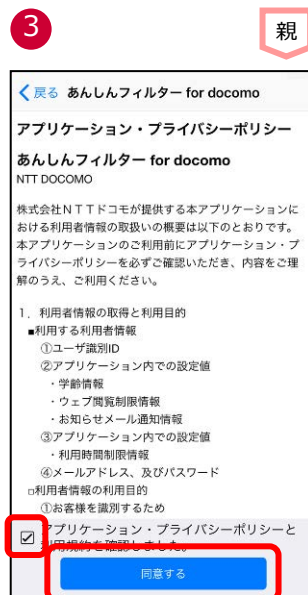 3
親
戻る あんしんフィルター for docomo
アプリケーション・プライバシーポリシー
あんしんフィルター for docomo
NTT DOCOMO
株式会社ＮＴＴドコモが提供する本アプリケーションに
おける利用者情報の取扱いの概要は以下のとおりです。
本アプリケーションのご利用前にアプリケーション・プ
ライバシーポリシーを必ずご確認いただき、内容をご理
解のうえ、ご利用ください。
１．利用者情報の取得と利用目的
■利用する利用者情報
①ユーザ識別ID
②アプリケーション内での設定値
・学齢情報
・ウェブ閲覧制限情報
・お知らせメール通知情報
③アプリケーション内での設定値
・利用時間制限情報
④メールアドレス、及びパスワード
□利用者情報の利用目的
①お客様を識別するため
アプリケーション・プライバシーポリシーと
利用規約を確認しました。
同意する